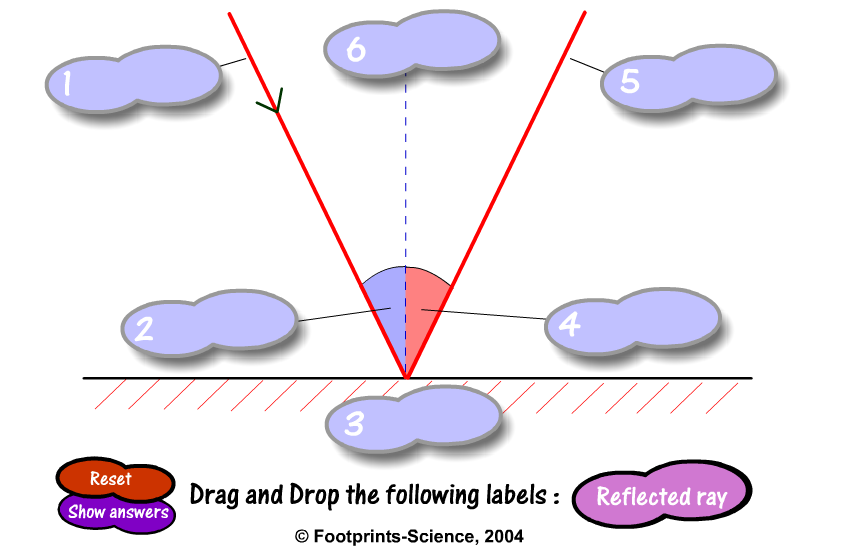 6
1
5
2
4
3
Reset
Show answers
Drag and Drop the following labels :
Reflected ray
© Footprints-Science, 2004